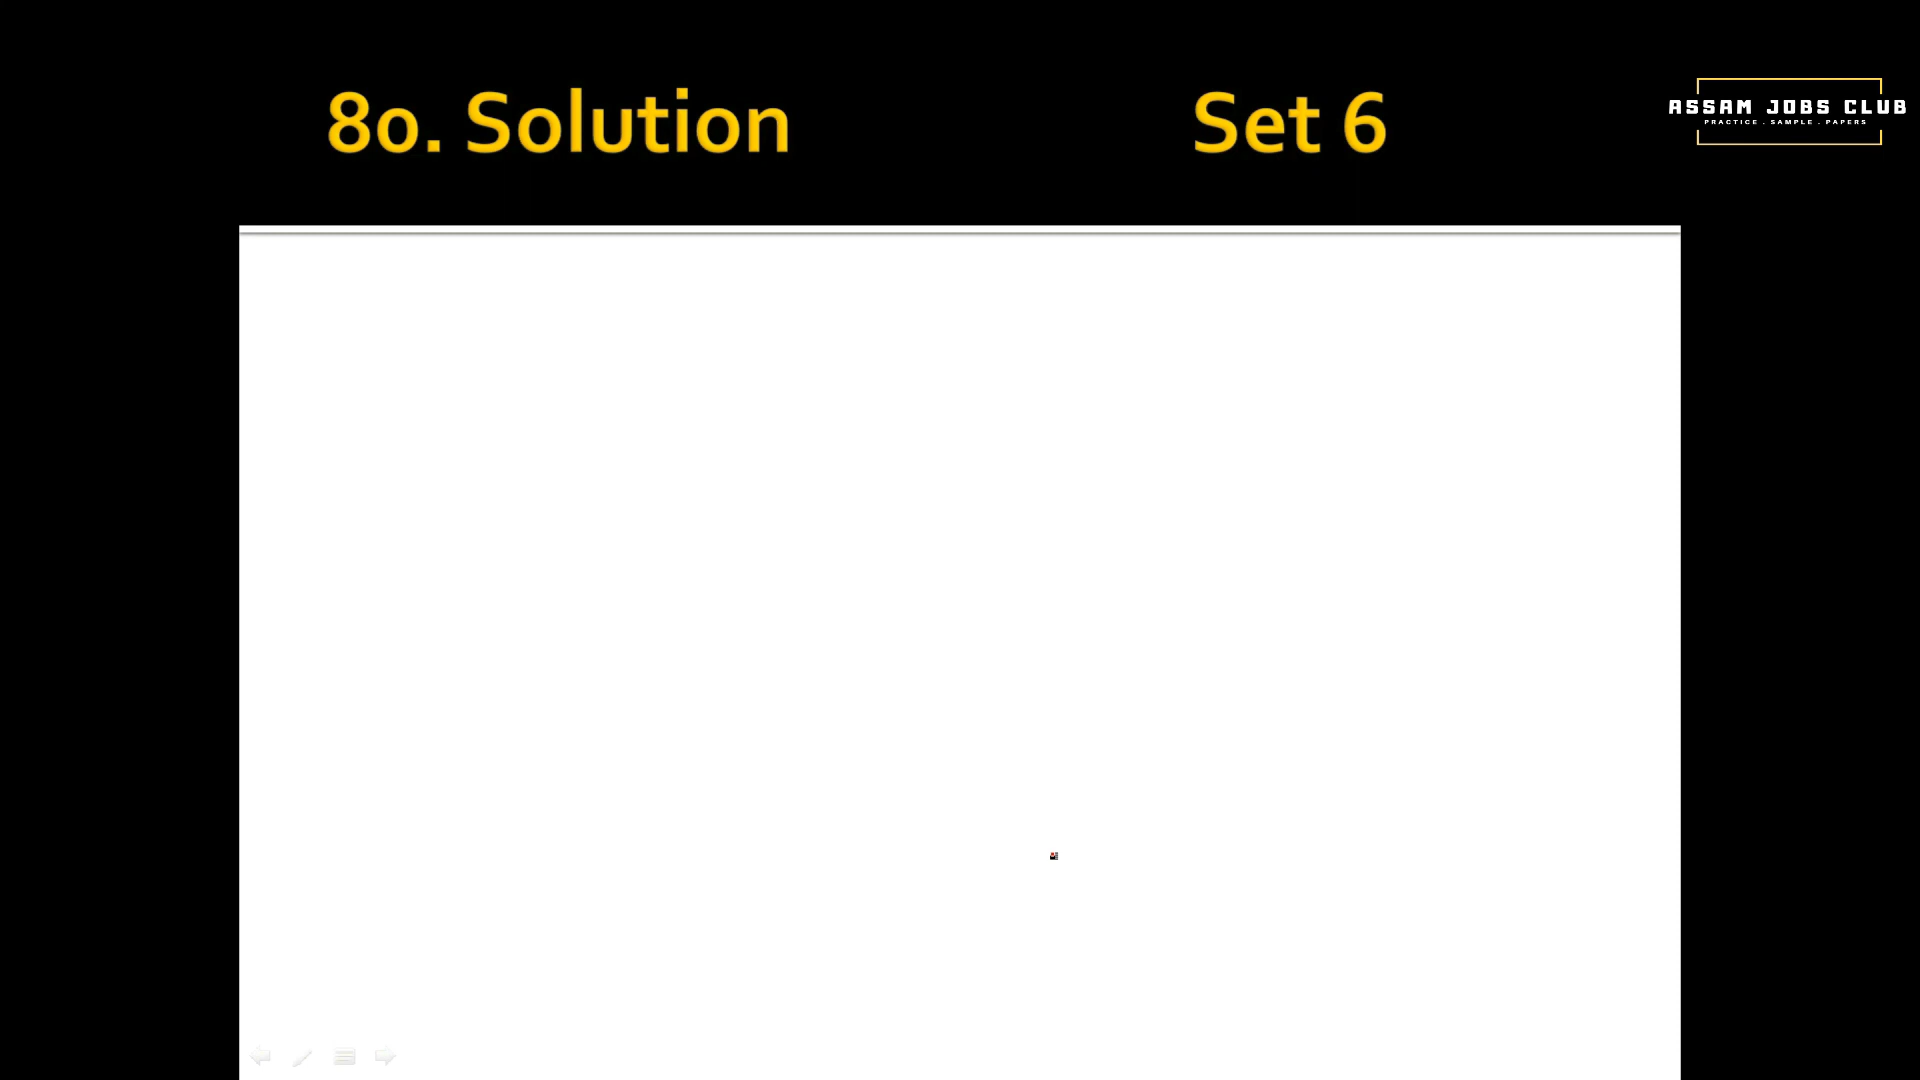 80. Solution Set 6
ASSAM JOBS CLUB
PRACTICE . SAMPLE . PAPERS